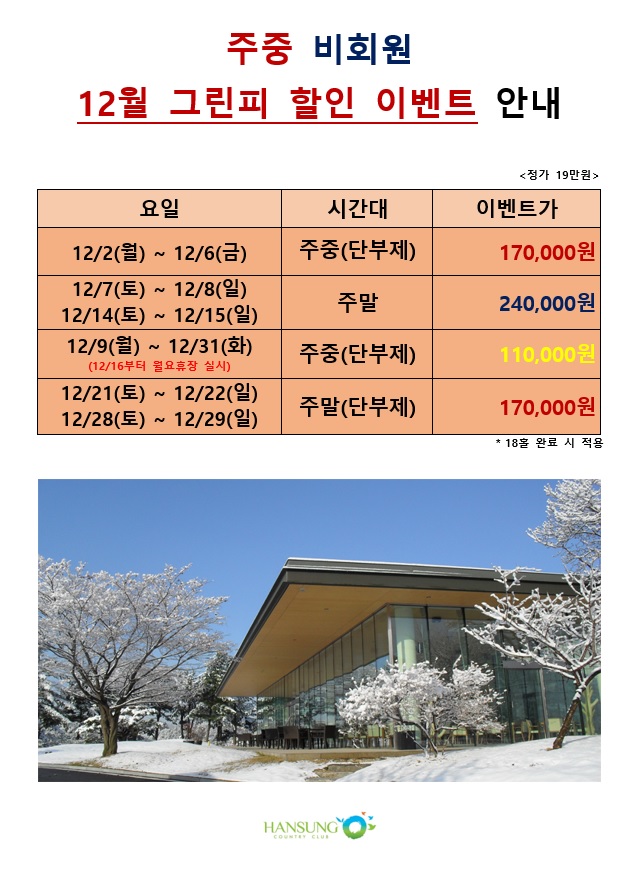 주중 비회원
12월 그린피 할인 이벤트 안내
<정가 19만원>
요일 시간대 이벤트가
12/2(월) ~ 12/6(금) 주중(단부제) 170,000원
12/7(토) ~ 12/8(일)
12/14(토) ~ 12/15(일)
주말 240,000원
12/9(월) ~ 12/31(화)
(12/16부터 월요휴장 실시)
주중(단부제) 110,000원
12/21(토) ~ 12/22(일)
12/28(토) ~ 12/29(일)
주말(단부제) 170,000원
* 18홀 완료 시 적용
HANSUNG
COUNTRY CLUB